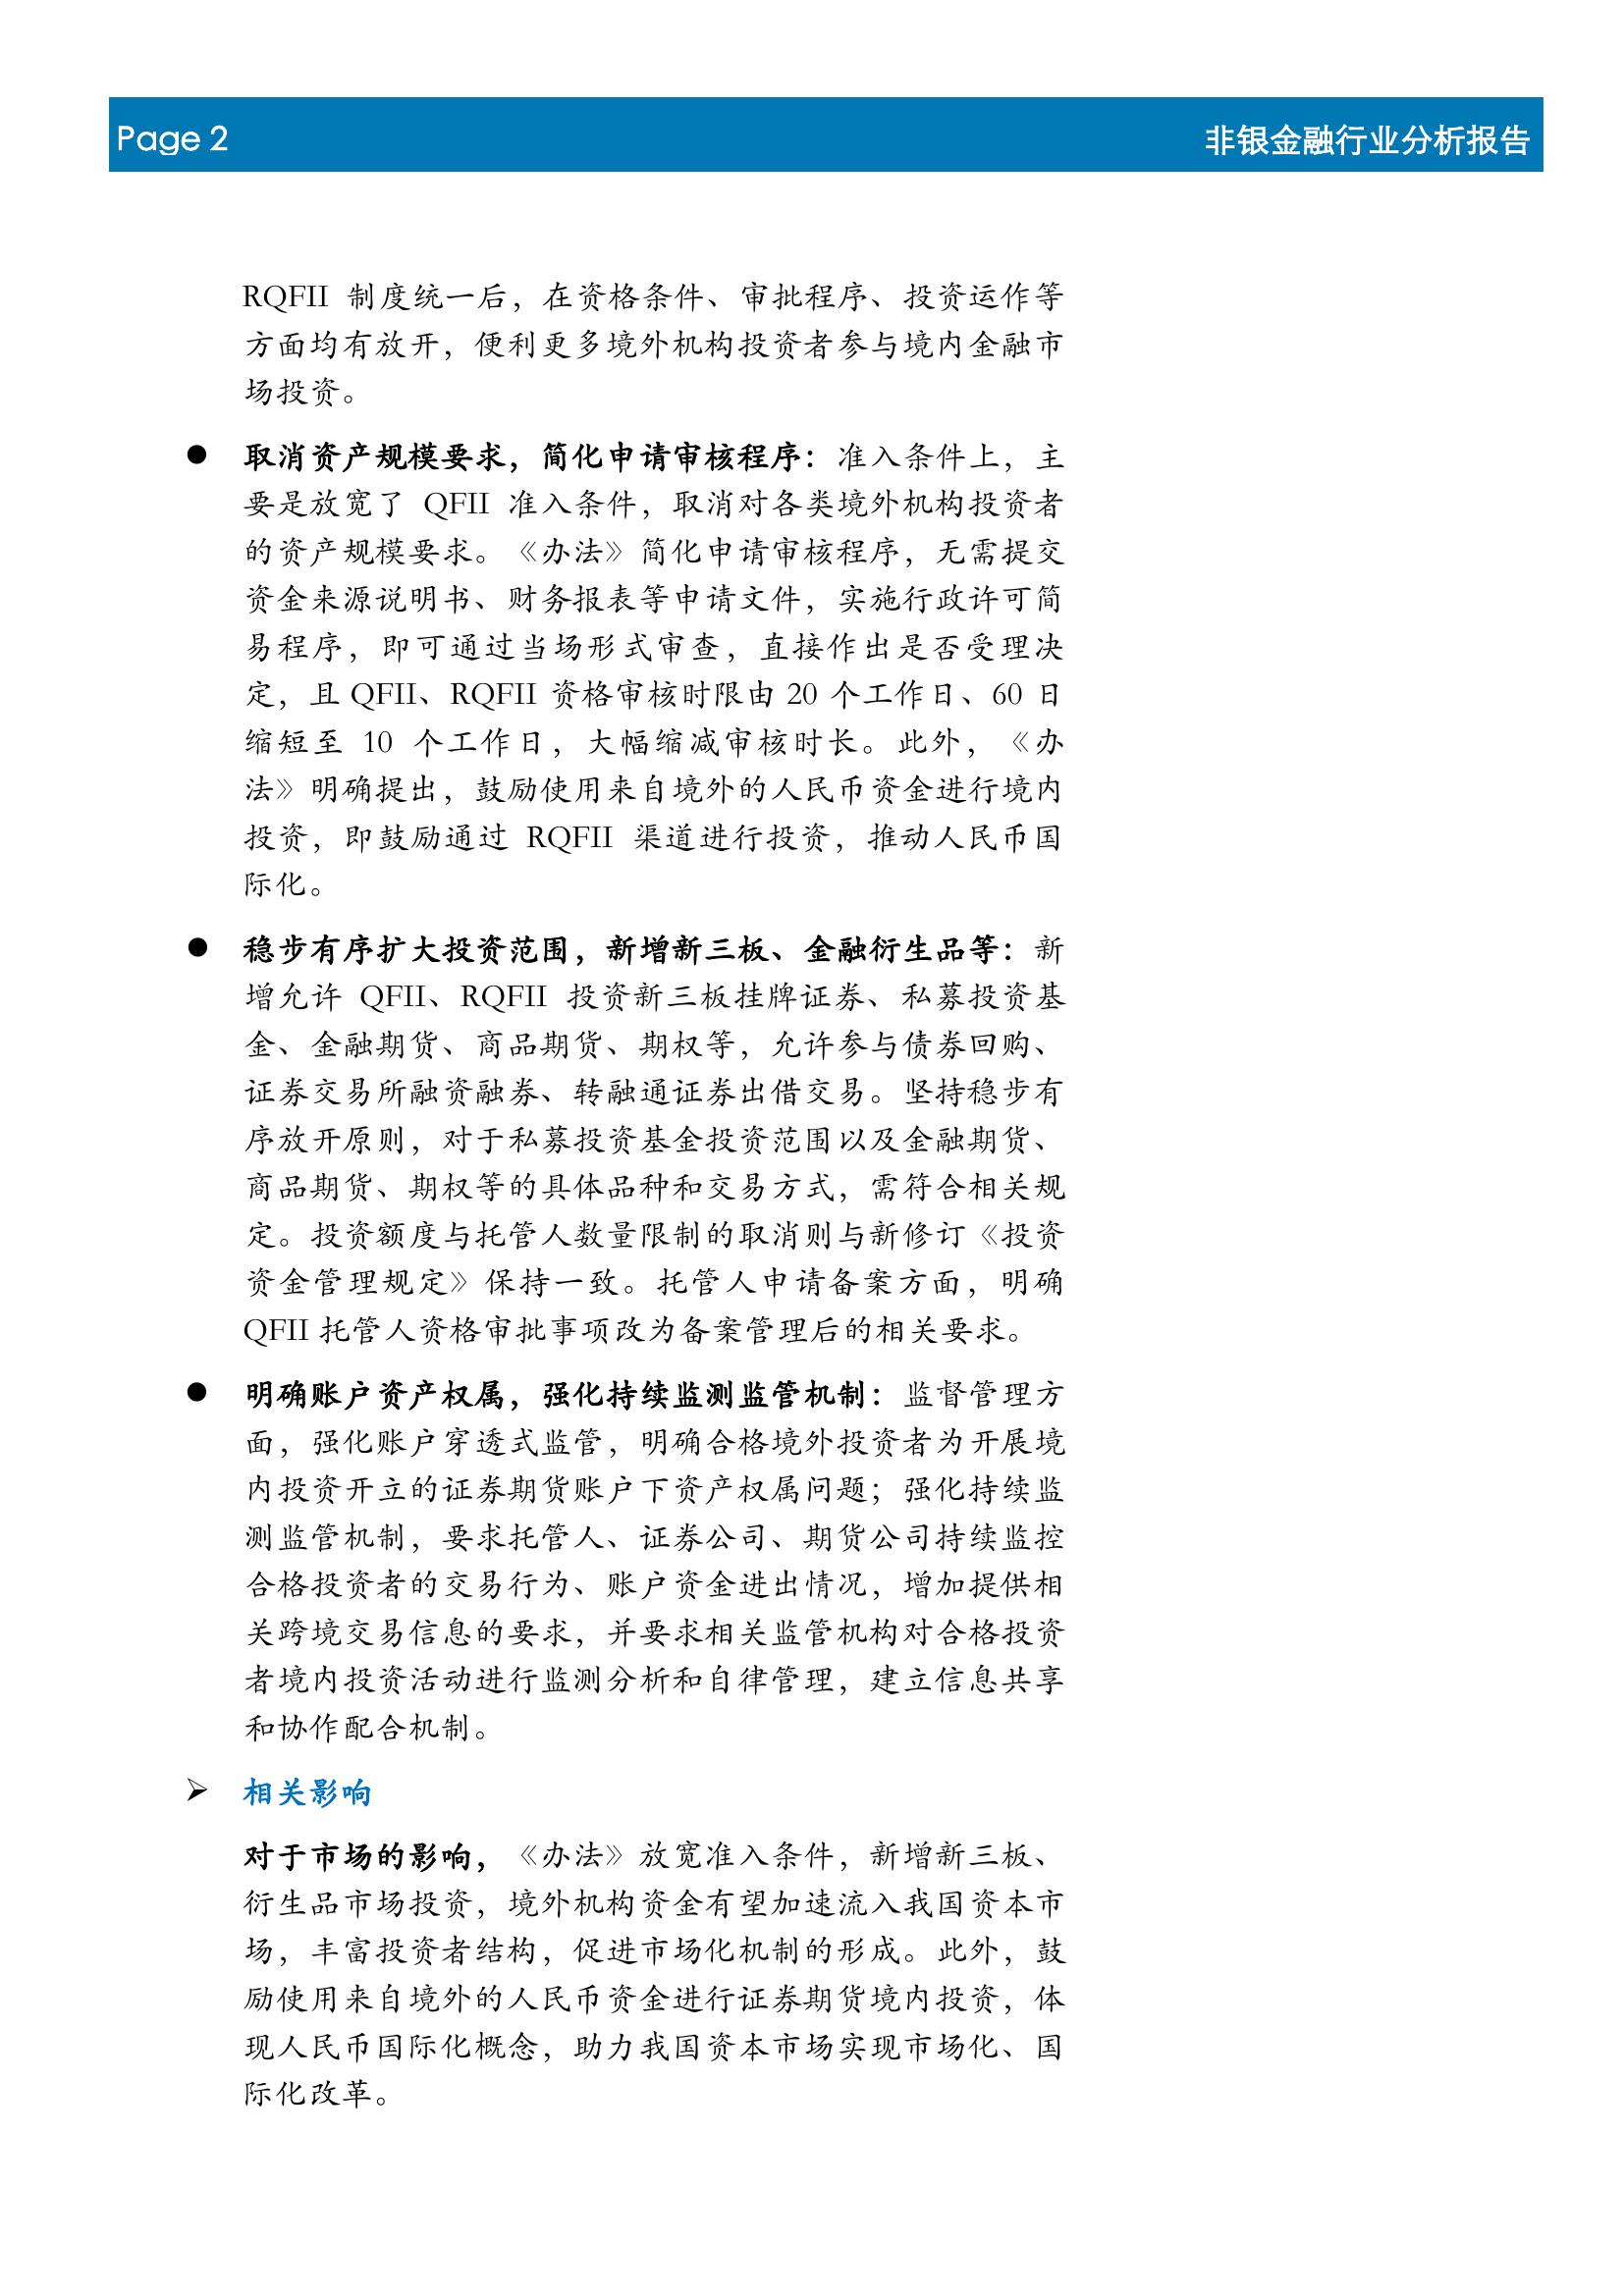 Page 2
非银金融行业分析报告
RQFII 制度统一后，在资格条件、审批程序、投资运作等
方面均有放开，便利更多境外机构投资者参与境内金融市
场投资。
● 取消资产规模要求，简化申请审核程序：准入条件上，主
要是放宽了 QFII 准入条件，取消对各类境外机构投资者
的资产规模要求。《办法》简化申请审核程序，无需提交
资金来源说明书、财务报表等申请文件，实施行政许可简
易程序，即可通过当场形式审查，直接作出是否受理决
定，且 QFII、RQFII 资格审核时限由 20 个工作日、60 日
缩短至 10 个工作日，大幅缩减审核时长。此外，《办
法》明确提出，鼓励使用来自境外的人民币资金进行境内
投资，即鼓励通过 RQFII 渠道进行投资，推动人民币国
际化。
● 稳步有序扩大投资范围，新增新三板、金融衍生品等：新
增允许 QFII、RQFII 投资新三板挂牌证券、私募投资基
金、金融期货、商品期货、期权等，允许参与债券回购、
证券交易所融资融券、转融通证券出借交易。坚持稳步有
序放开原则，对于私募投资基金投资范围以及金融期货、
商品期货、期权等的具体品种和交易方式，需符合相关规
定。投资额度与托管人数量限制的取消则与新修订《投资
资金管理规定》保持一致。托管人申请备案方面，明确
QFII 托管人资格审批事项改为备案管理后的相关要求。
● 明确账户资产权属，强化持续监测监管机制：监督管理方
面，强化账户穿透式监管，明确合格境外投资者为开展境
内投资开立的证券期货账户下资产权属问题；强化持续监
测监管机制，要求托管人、证券公司、期货公司持续监控
合格投资者的交易行为、账户资金进出情况，增加提供相
关跨境交易信息的要求，并要求相关监管机构对合格投资
者境内投资活动进行监测分析和自律管理，建立信息共享
和协作配合机制。
➢ 相关影响
对于市场的影响，《办法》放宽准入条件，新增新三板、
衍生品市场投资，境外机构资金有望加速流入我国资本市
场，丰富投资者结构，促进市场化机制的形成。此外，鼓
励使用来自境外的人民币资金进行证券期货境内投资，体
现人民币国际化概念，助力我国资本市场实现市场化、国
际化改革。